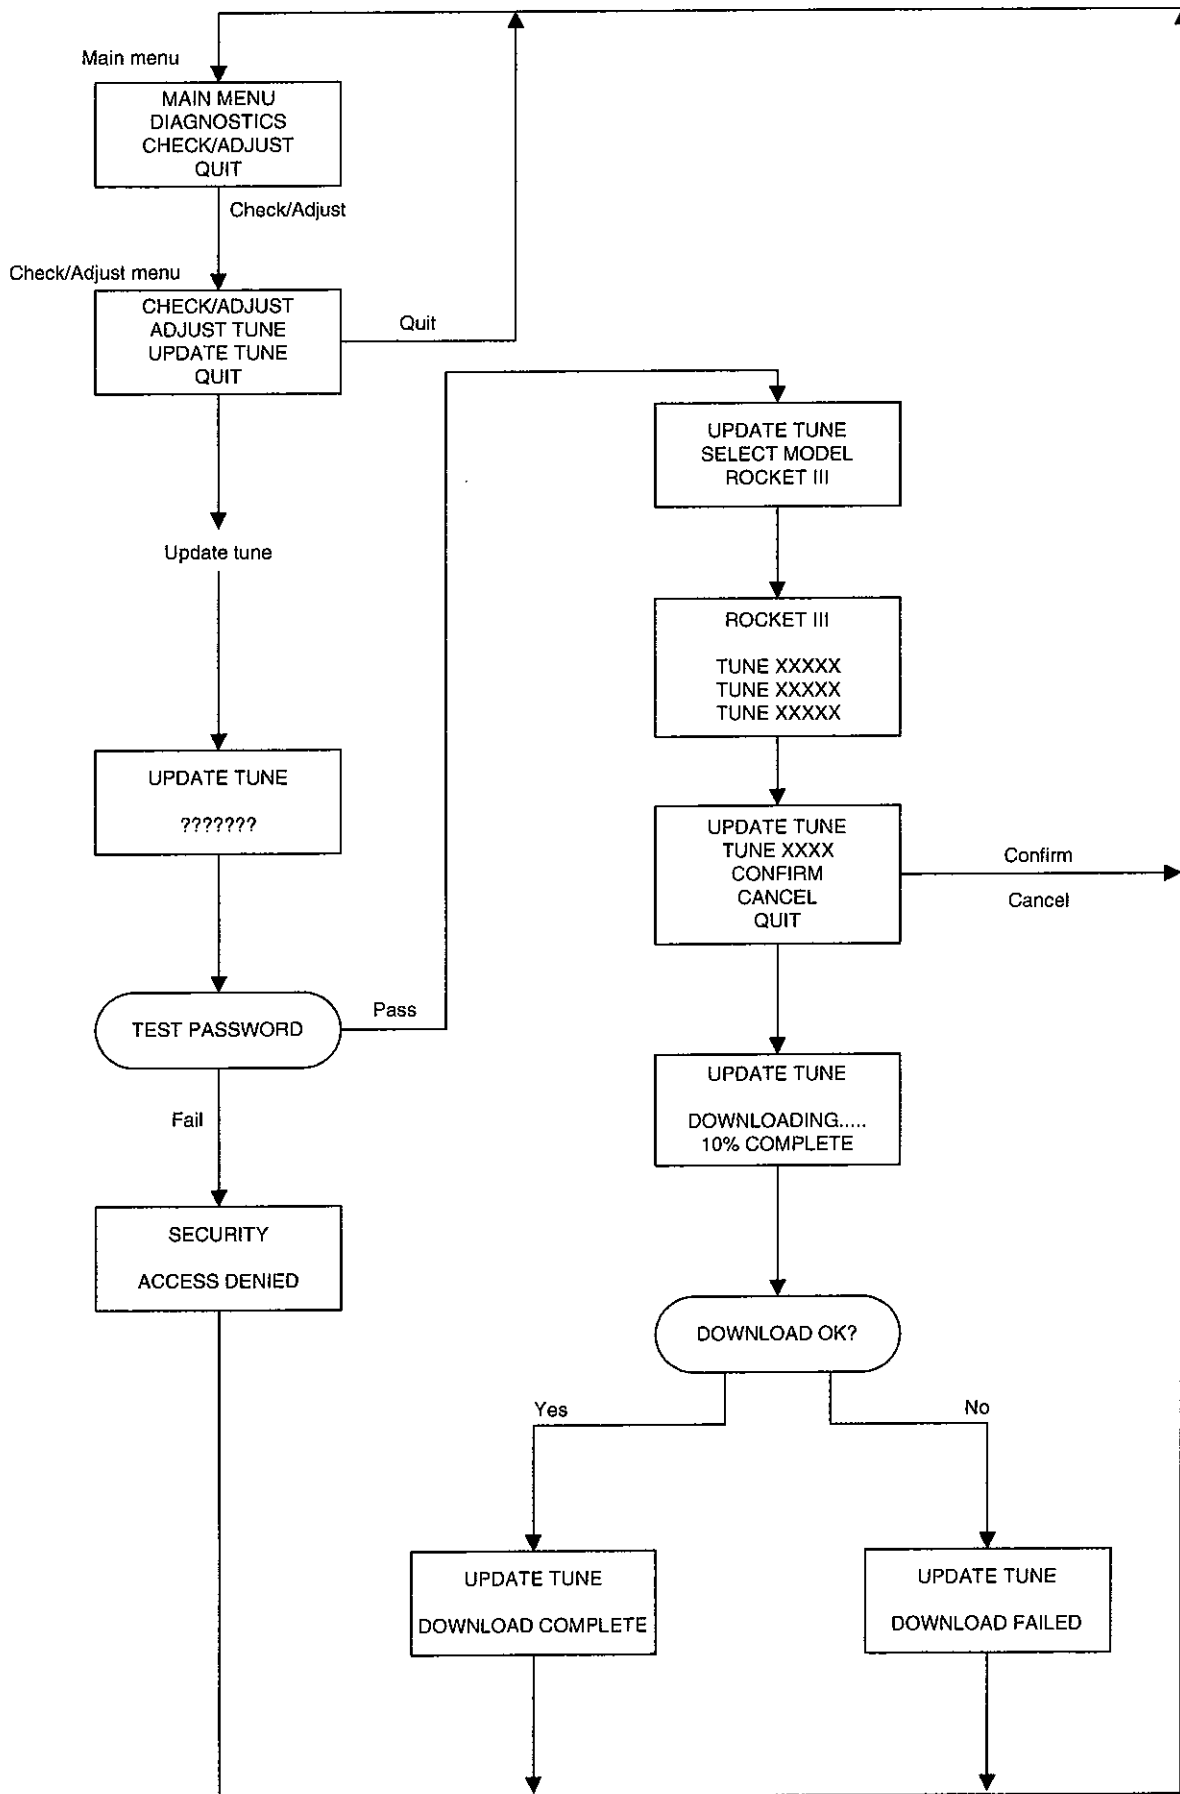 Main menu
MAIN MENU
DIAGNOSTICS
CHECK/ADJUST
QUIT
Check/Adjust
Check/Adjust menu
CHECK/ADJUST
ADJUST TUNE
UPDATE TUNE
QUIT
Quit
Update tune
UPDATE TUNE
???????
TEST PASSWORD
Pass
Fail
SECURITY
ACCESS DENIED
UPDATE TUNE
SELECT MODEL
ROCKET III
ROCKET III
TUNE XXXXX
TUNE XXXXX
TUNE XXXXX
UPDATE TUNE
TUNE XXXX
CONFIRM
CANCEL
QUIT
Confirm
Cancel
UPDATE TUNE
DOWNLOADING.....
10% COMPLETE
DOWNLOAD OK?
Yes
No
UPDATE TUNE
DOWNLOAD COMPLETE
UPDATE TUNE
DOWNLOAD FAILED